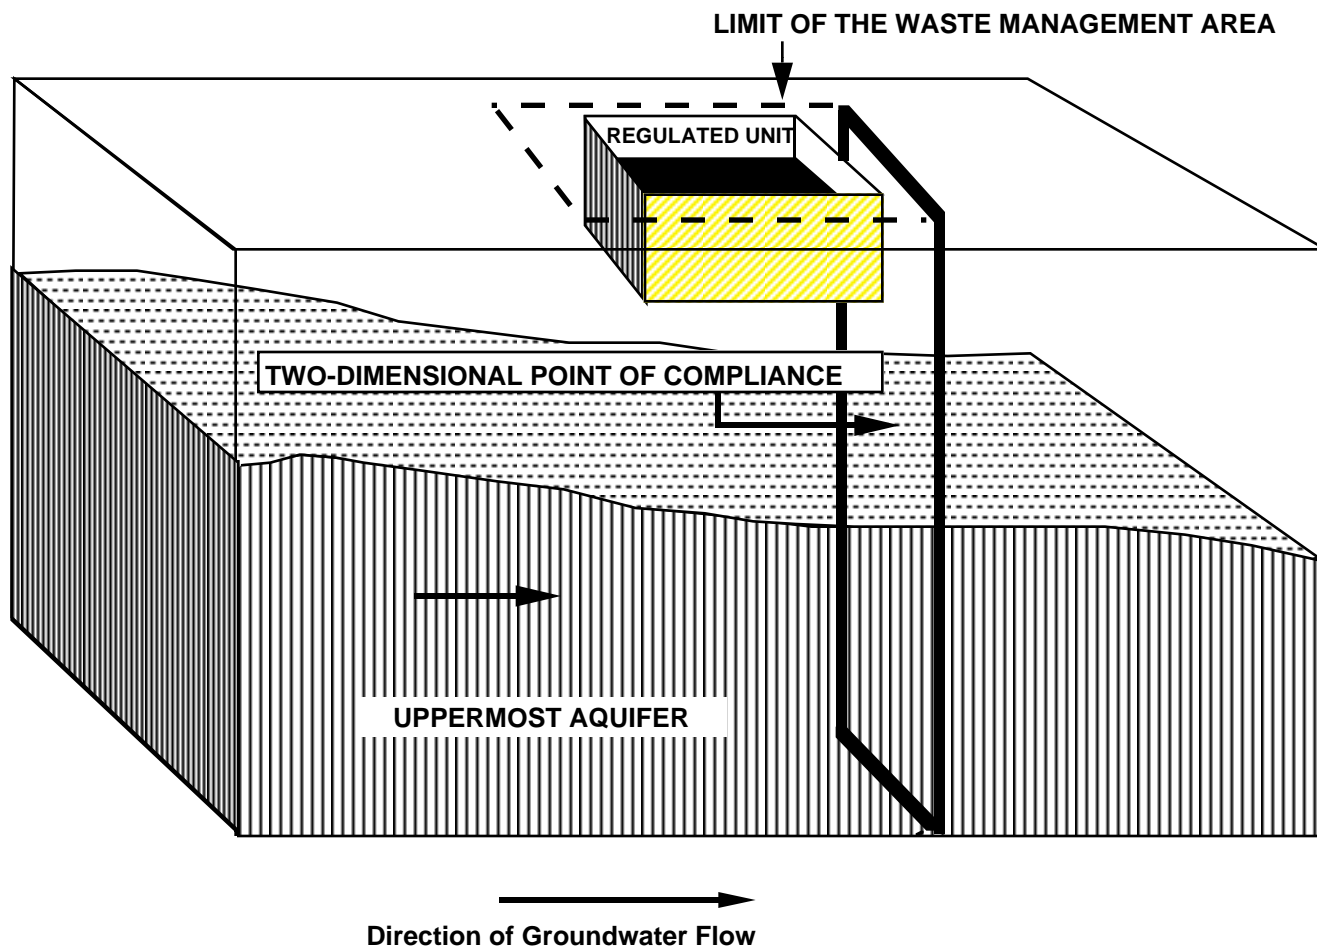 LIMIT OF THE WASTE MANAGEMENT AREA
REGULATED UNIT
TWO-DIMENSIONAL POINT OF COMPLIANCE
UPPERMOST AQUIFER
Direction of Groundwater Flow